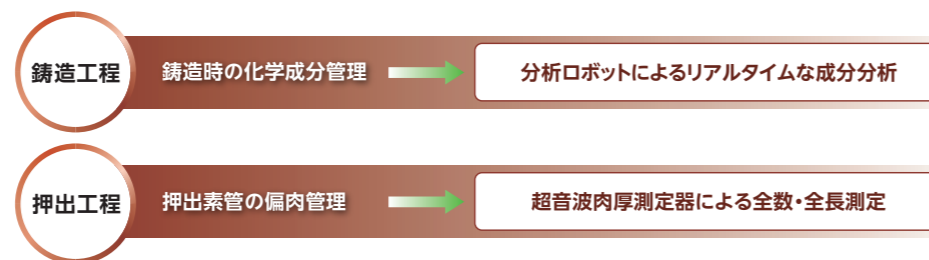 鋳造工程
鋳造時の化学成分管理
分析ロボットによるリアルタイムな成分分析
押出工程
押出素管の偏肉管理
超音波肉厚測定器による全数・全長測定